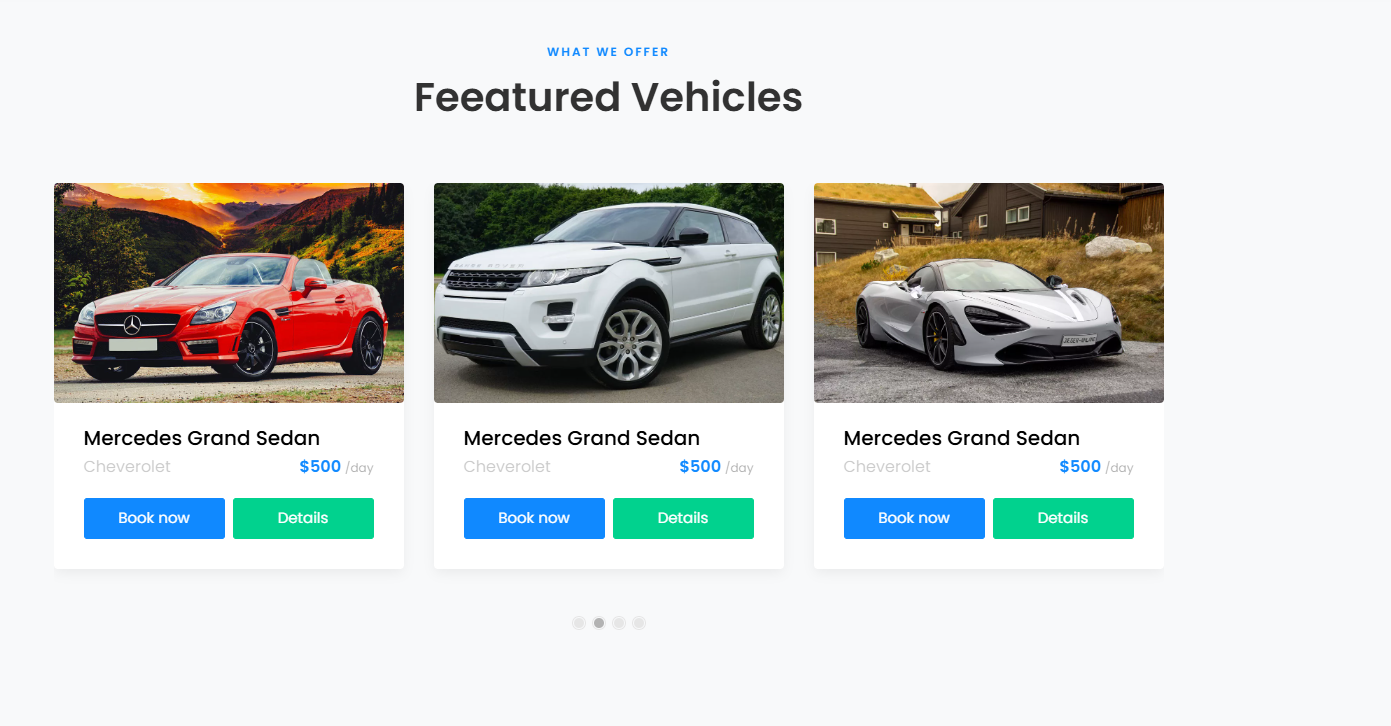 WHAT WE OFFER
Feeatured Vehicles
Mercedes Grand Sedan
Cheverolet $500 /day
Book now Details
Mercedes Grand Sedan
Cheverolet $500 /day
Book now Details
Mercedes Grand Sedan
Cheverolet $500 /day
Book now Details